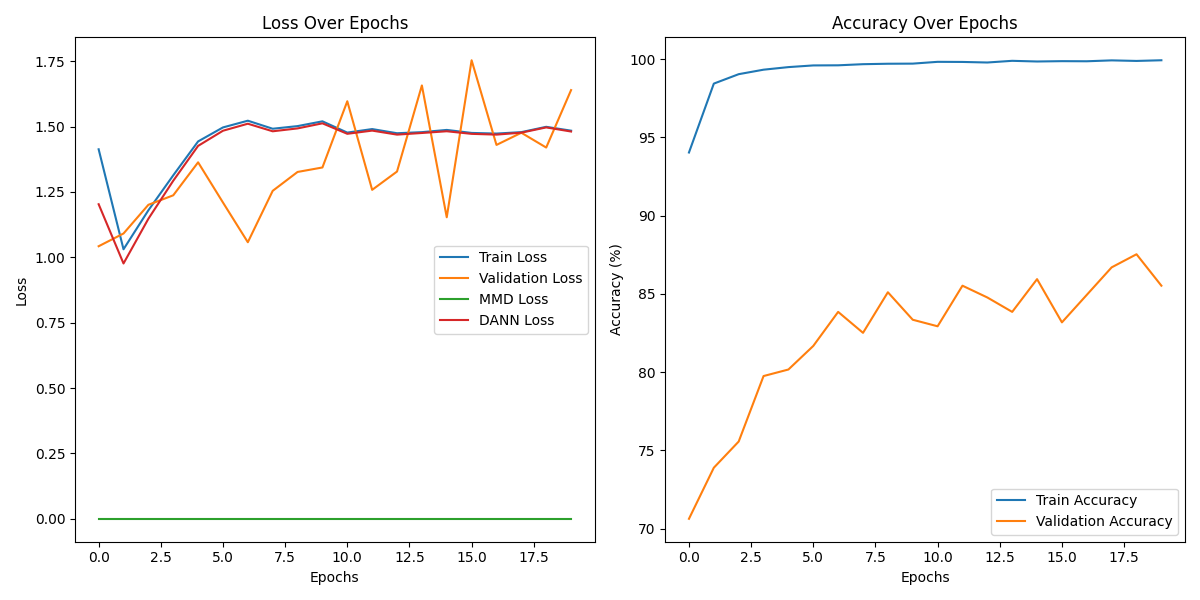 Loss Over Epochs
Loss
1.75
1.50
1.25
1.00
0.75
0.50
0.25
0.00
Train Loss
Validation Loss
MMD Loss
DANN Loss
0.0 2.5 5.0 7.5 10.0 12.5 15.0 17.5
Epochs
Accuracy Over Epochs
Accuracy (%)
100
95
90
85
80
75
70
Train Accuracy
Validation Accuracy
0.0 2.5 5.0 7.5 10.0 12.5 15.0 17.5
Epochs